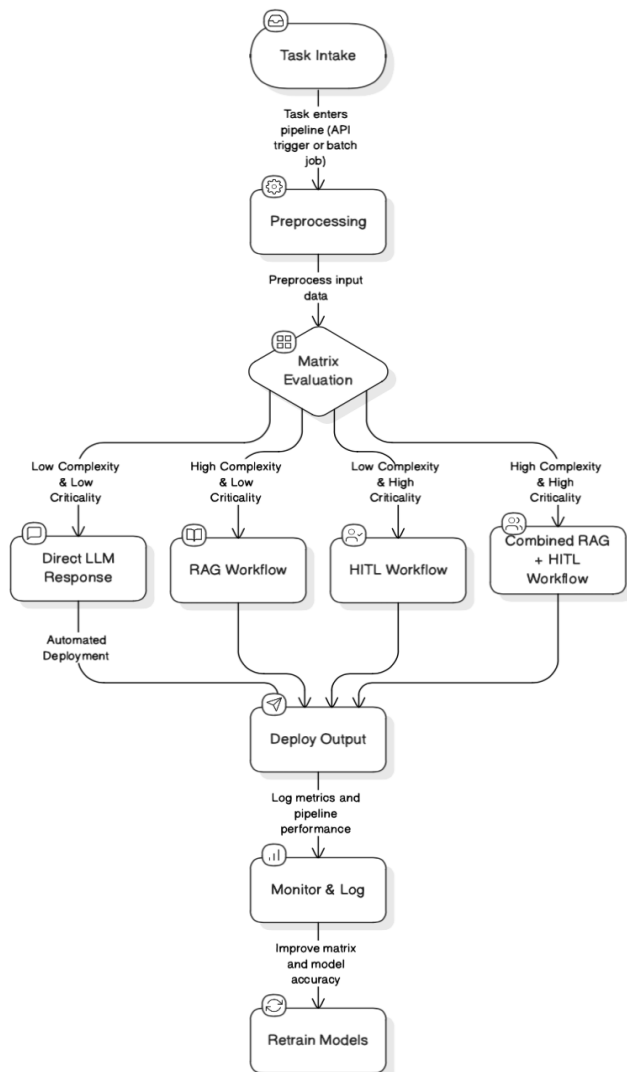 Task Intake
Task enters
pipeline (API
trigger or batch
job)
Preprocessing
Preprocess input
data
Matrix
Evaluation
Low Complexity
& Low
Criticality
High Complexity
& Low
Criticality
Low Complexity
& High
Criticality
High Complexity
& High
Criticality
Direct LLM
Response
RAG Workflow
HITL Workflow
Combined RAG
+ HITL
Workflow
Automated
Deployment
Deploy Output
Log metrics and
pipeline
performance
Monitor & Log
Improve matrix
and model
accuracy
Retrain Models